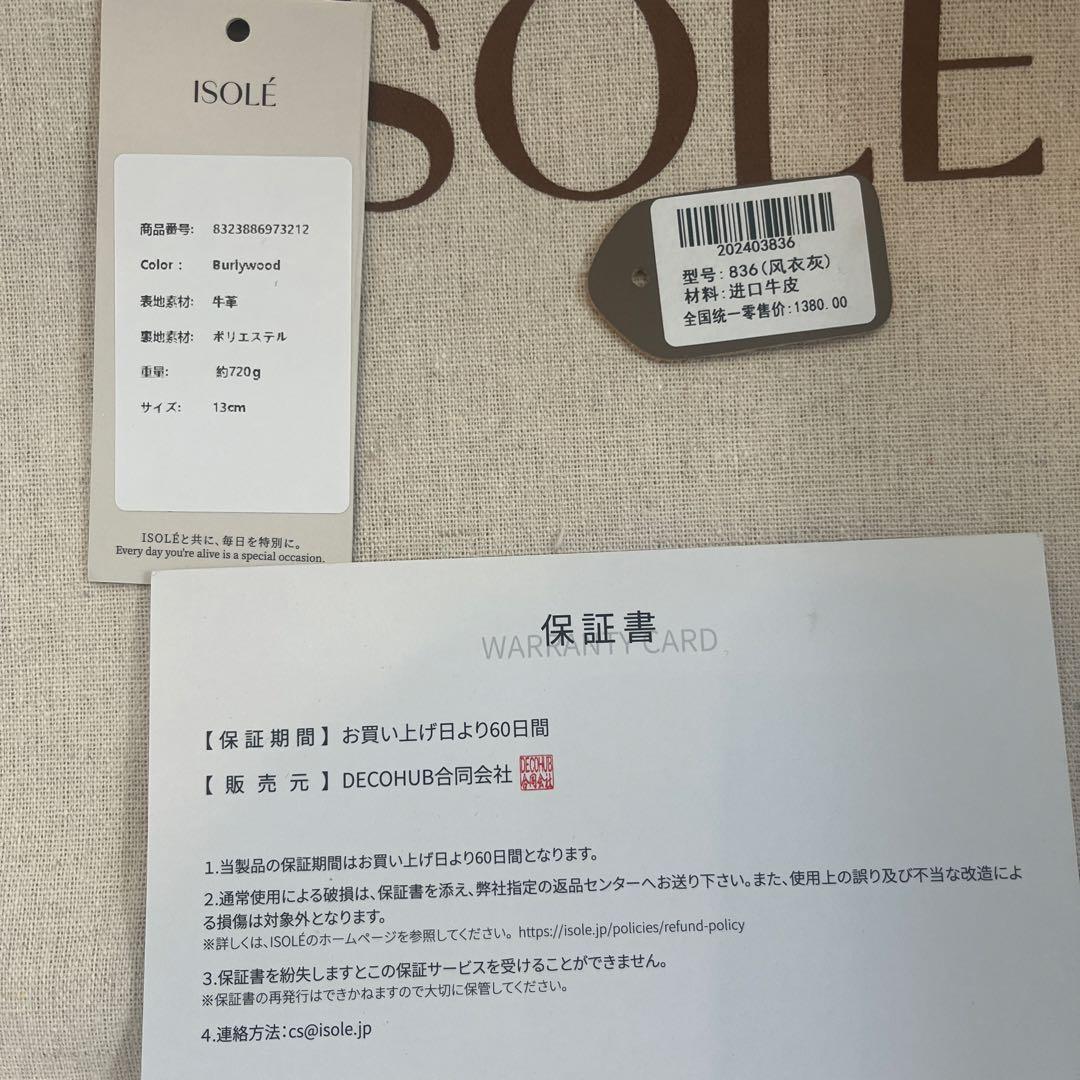 ISOLÉ
ISOLÉ
商品番号: 8323886973212
Color : Burlywood
表地素材: 牛革
裏地素材: ポリエステル
重量: 約720g
サイズ: 13cm
ISOLÉと共に、毎日を特別に。
Every day you're alive is a special occasion.
202403836
型号: 836(风衣灰)
材料: 进口牛皮
全国统一零售价:1380.00
保証書
WARRANTY CARD
【保証期間】お買い上げ日より60日間
【販売元】DECOHUB合同会社
DECOHUB
合同会社
1.当製品の保証期間はお買い上げ日より60日間となります。
2.通常使用による破損は、保証書を添え、弊社指定の返品センターへお送り下さい。また、使用上の誤り及び不当な改造によ
る損傷は対象外となります。
※詳しくは、ISOLÉのホームページを参照してください。https://isole.jp/policies/refund-policy
3.保証書を紛失しますとこの保証サービスを受けることができません。
※保証書の再発行はできかねますので大切に保管してください。
4.連絡方法:cs@isole.jp